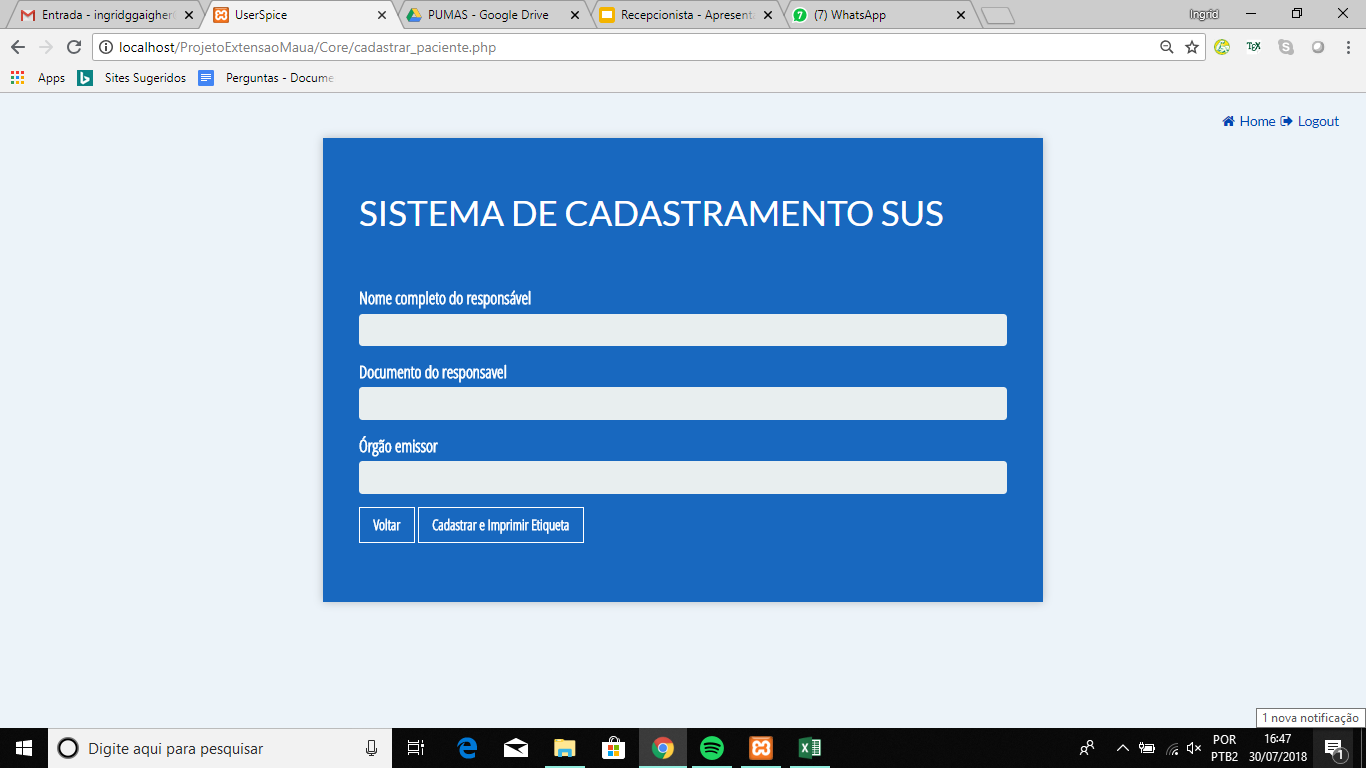 Entrada - ingridggaigher
UserSpice
PUMAS - Google Drive
Recepcionista - Apresent
(7) WhatsApp
Ingrid
localhost/ProjetoExtensaoMaua/Core/cadastrar_paciente.php
Apps
Sites Sugeridos
Perguntas - Docume
Home Logout
SISTEMA DE CADASTRAMENTO SUS
Nome completo do responsável
Documento do responsavel
Órgão emissor
Voltar
Cadastrar e Imprimir Etiqueta
1 nova notificação
Digite aqui para pesquisar
POR
PTB2
16:47
30/07/2018
1